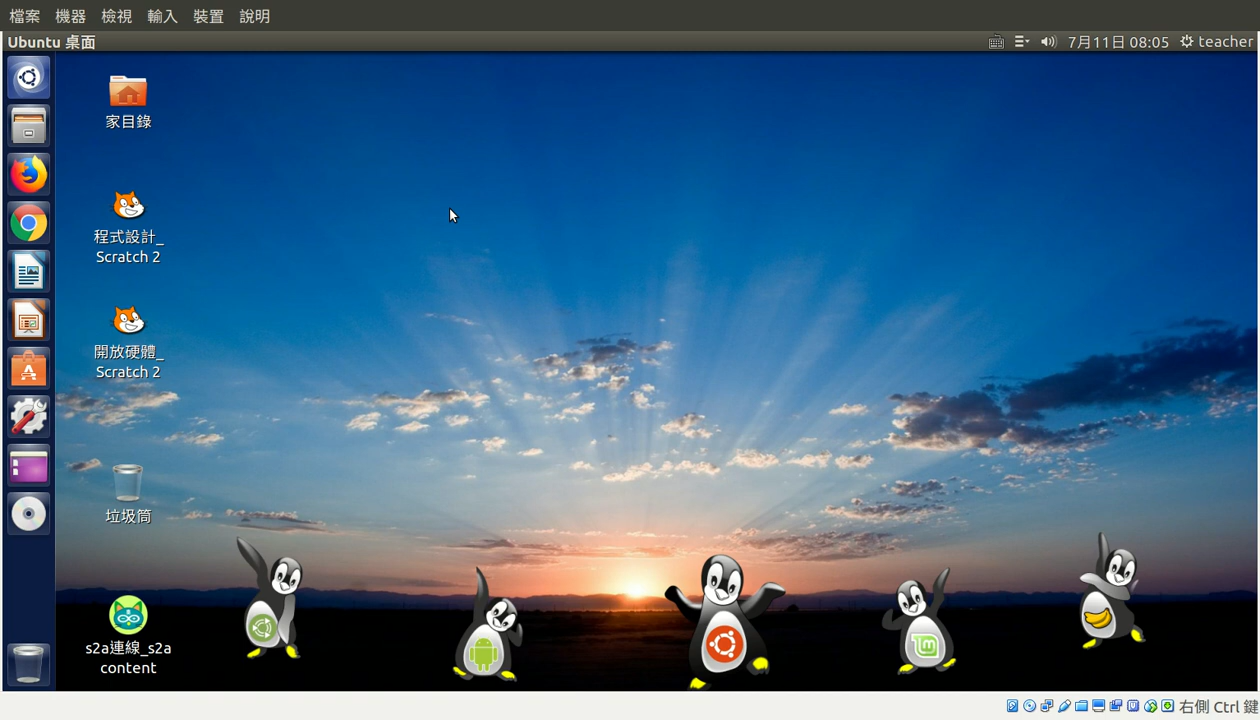 檔案 機器 檢視 輸入 裝置 說明
Ubuntu 桌面
7月11日 08:05 teacher
家目錄
程式設計_
Scratch 2
開放硬體_
Scratch 2
垃圾筒
s2a連線_s2a
content
右側 Ctrl 鍵